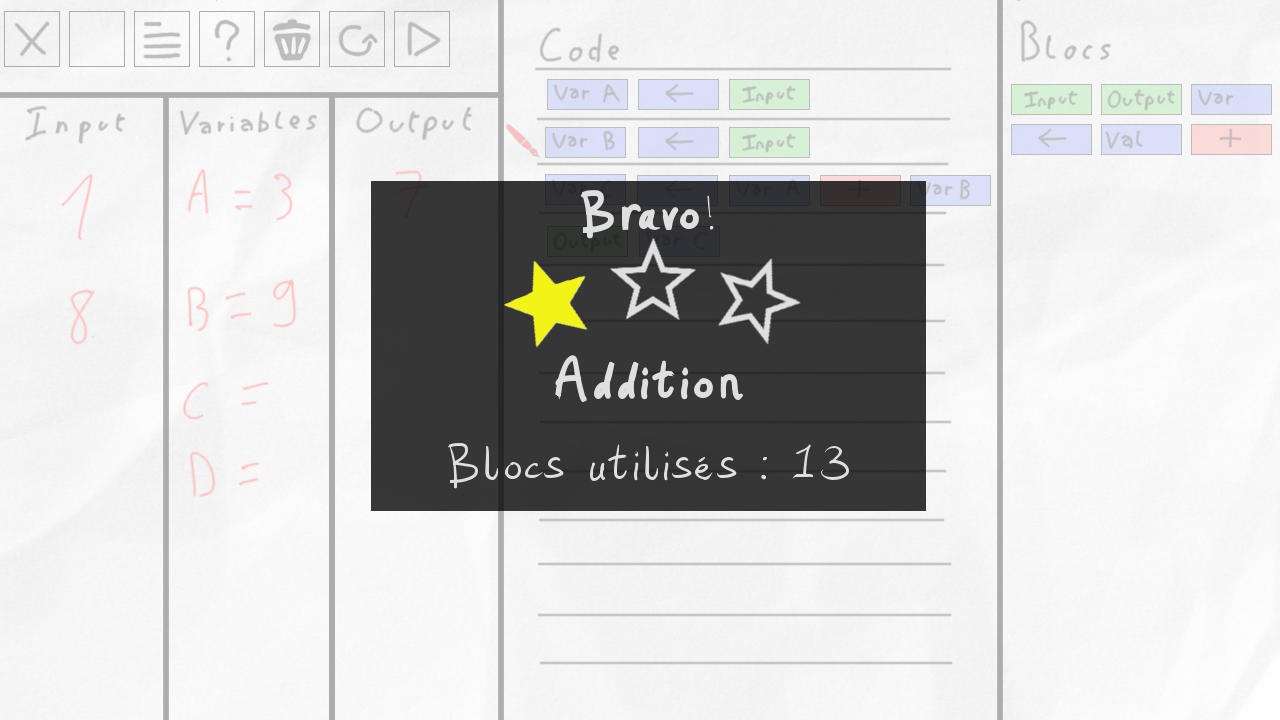 Code
Blocs
Var A ← Input
Input Output Var
Input Variables Output
Var B ← Input
← Val +
1 A = 3 7
Var C ← Var A + Var B
Bravo!
Output Var C
8 B = 9
Addition
C =
Blocs utilisés : 13
D =